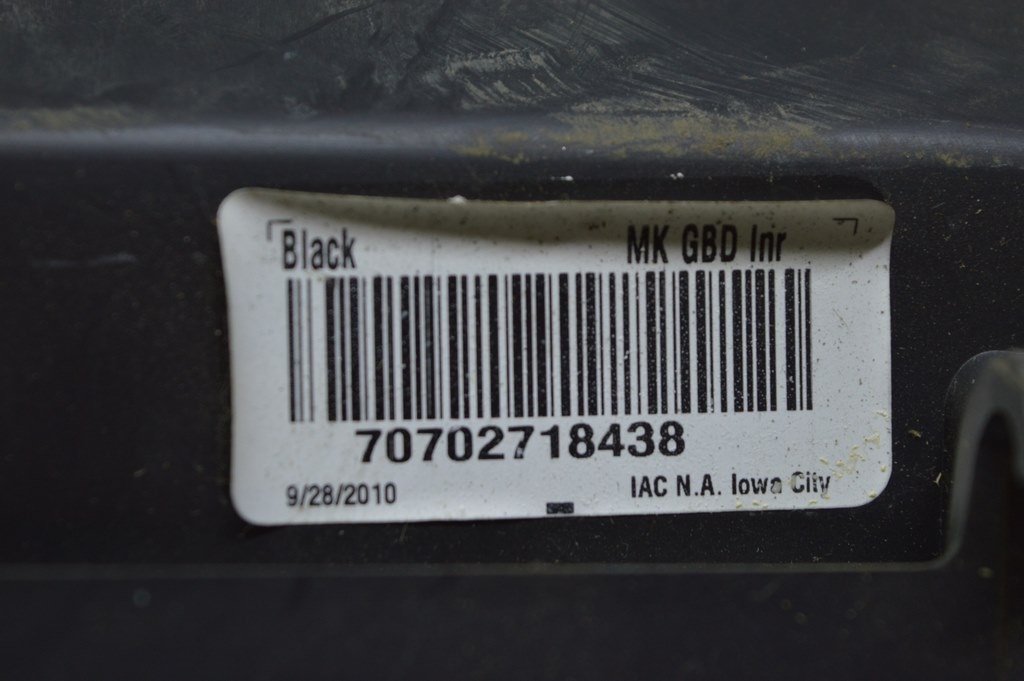 Black MK GBD Inr
70702718438
9/28/2010 IAC N.A. Iowa City